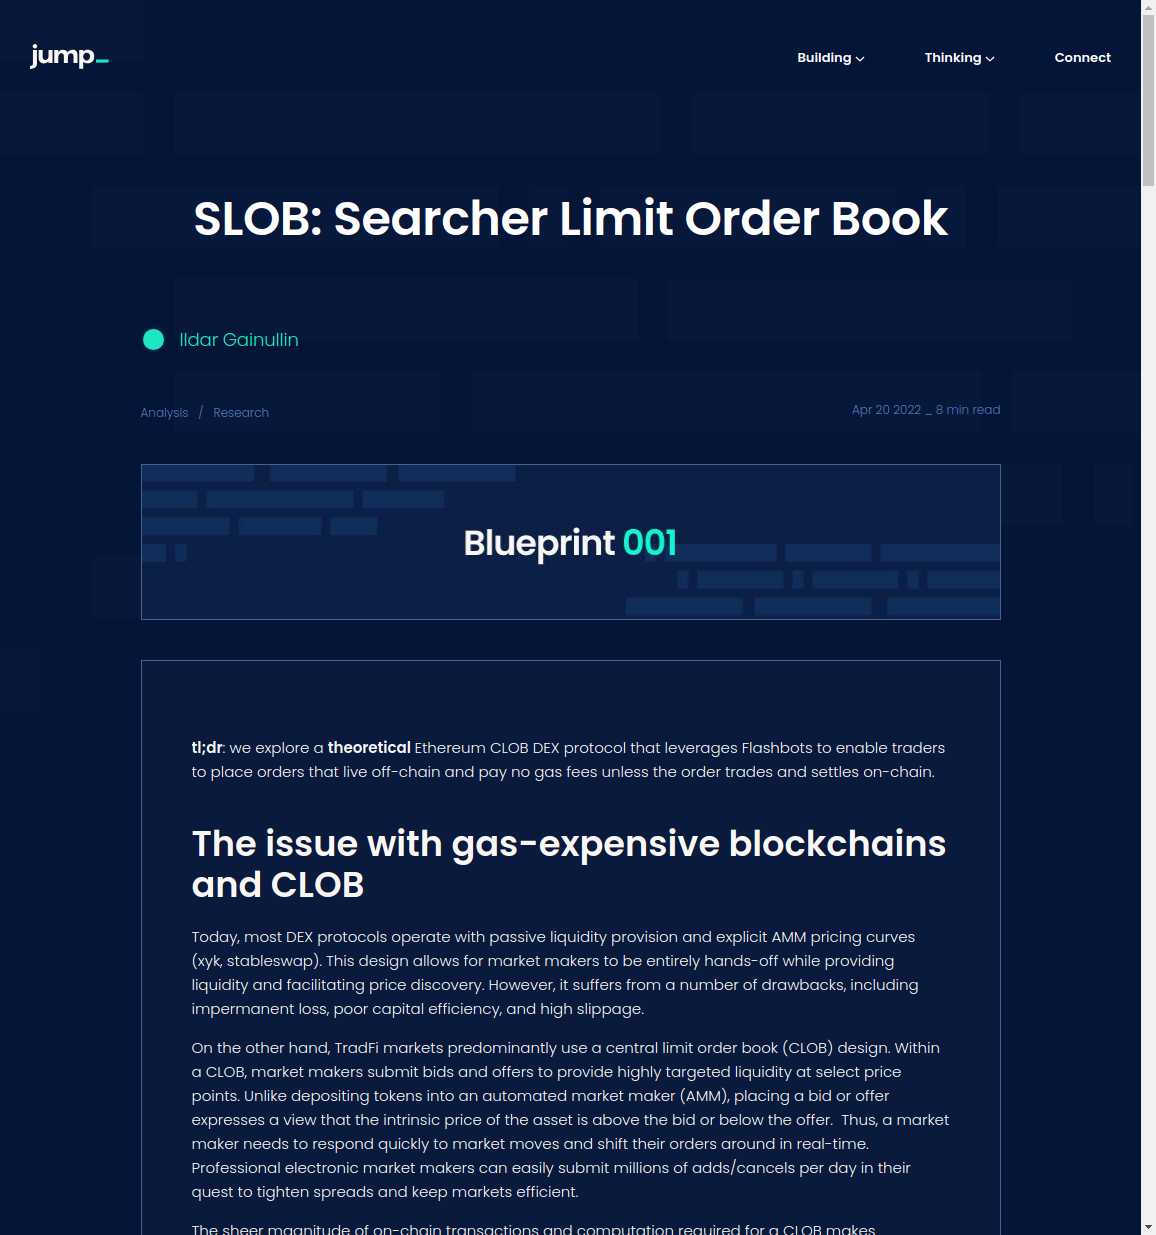 jump_
Building
Thinking
Connect
SLOB: Searcher Limit Order Book
Ildar Gainullin
Analysis / Research
Apr 20 2022 _ 8 min read
Blueprint 001
tl;dr: we explore a theoretical Ethereum CLOB DEX protocol that leverages Flashbots to enable traders
to place orders that live off-chain and pay no gas fees unless the order trades and settles on-chain.
The issue with gas-expensive blockchains
and CLOB
Today, most DEX protocols operate with passive liquidity provision and explicit AMM pricing curves
(xyk, stableswap). This design allows for market makers to be entirely hands-off while providing
liquidity and facilitating price discovery. However, it suffers from a number of drawbacks, including
impermanent loss, poor capital efficiency, and high slippage.
On the other hand, TradFi markets predominantly use a central limit order book (CLOB) design. Within
a CLOB, market makers submit bids and offers to provide highly targeted liquidity at select price
points. Unlike depositing tokens into an automated market maker (AMM), placing a bid or offer
expresses a view that the intrinsic price of the asset is above the bid or below the offer.  Thus, a market
maker needs to respond quickly to market moves and shift their orders around in real-time.
Professional electronic market makers can easily submit millions of adds/cancels per day in their
quest to tighten spreads and keep markets efficient.
The sheer magnitude of on-chain transactions and computation required for a CLOB makes